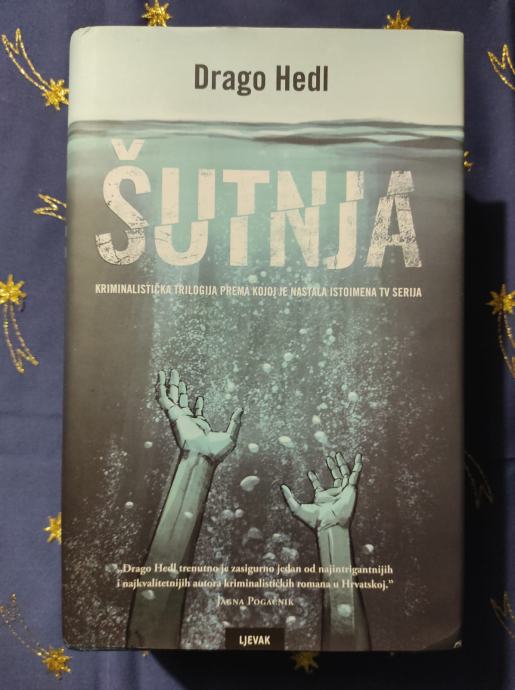 Drago Hedl
ŠUTNJA
KRIMINALISTIČKA TRILOGIJA PREMA KOJOJ JE NASTALA ISTOIMENA TV SERIJA
„Drago Hedl trenutno je zasigurno jedan od najintrigantnijih
i najkvalitetnijih autora kriminalističkih romana u Hrvatskoj.”
Jagna Pogačnik
LJEVAK